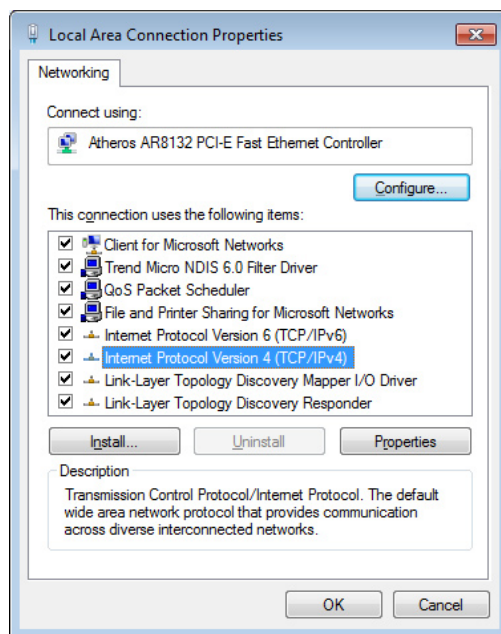 Local Area Connection Properties
Networking
Connect using:
Atheros AR8132 PCI-E Fast Ethernet Controller
Configure...
This connection uses the following items:
Client for Microsoft Networks
Trend Micro NDIS 6.0 Filter Driver
QoS Packet Scheduler
File and Printer Sharing for Microsoft Networks
Internet Protocol Version 6 (TCP/IPv6)
Internet Protocol Version 4 (TCP/IPv4)
Link-Layer Topology Discovery Mapper I/O Driver
Link-Layer Topology Discovery Responder
Install... Uninstall Properties
Description
Transmission Control Protocol/Internet Protocol. The default
wide area network protocol that provides communication
across diverse interconnected networks.
OK Cancel